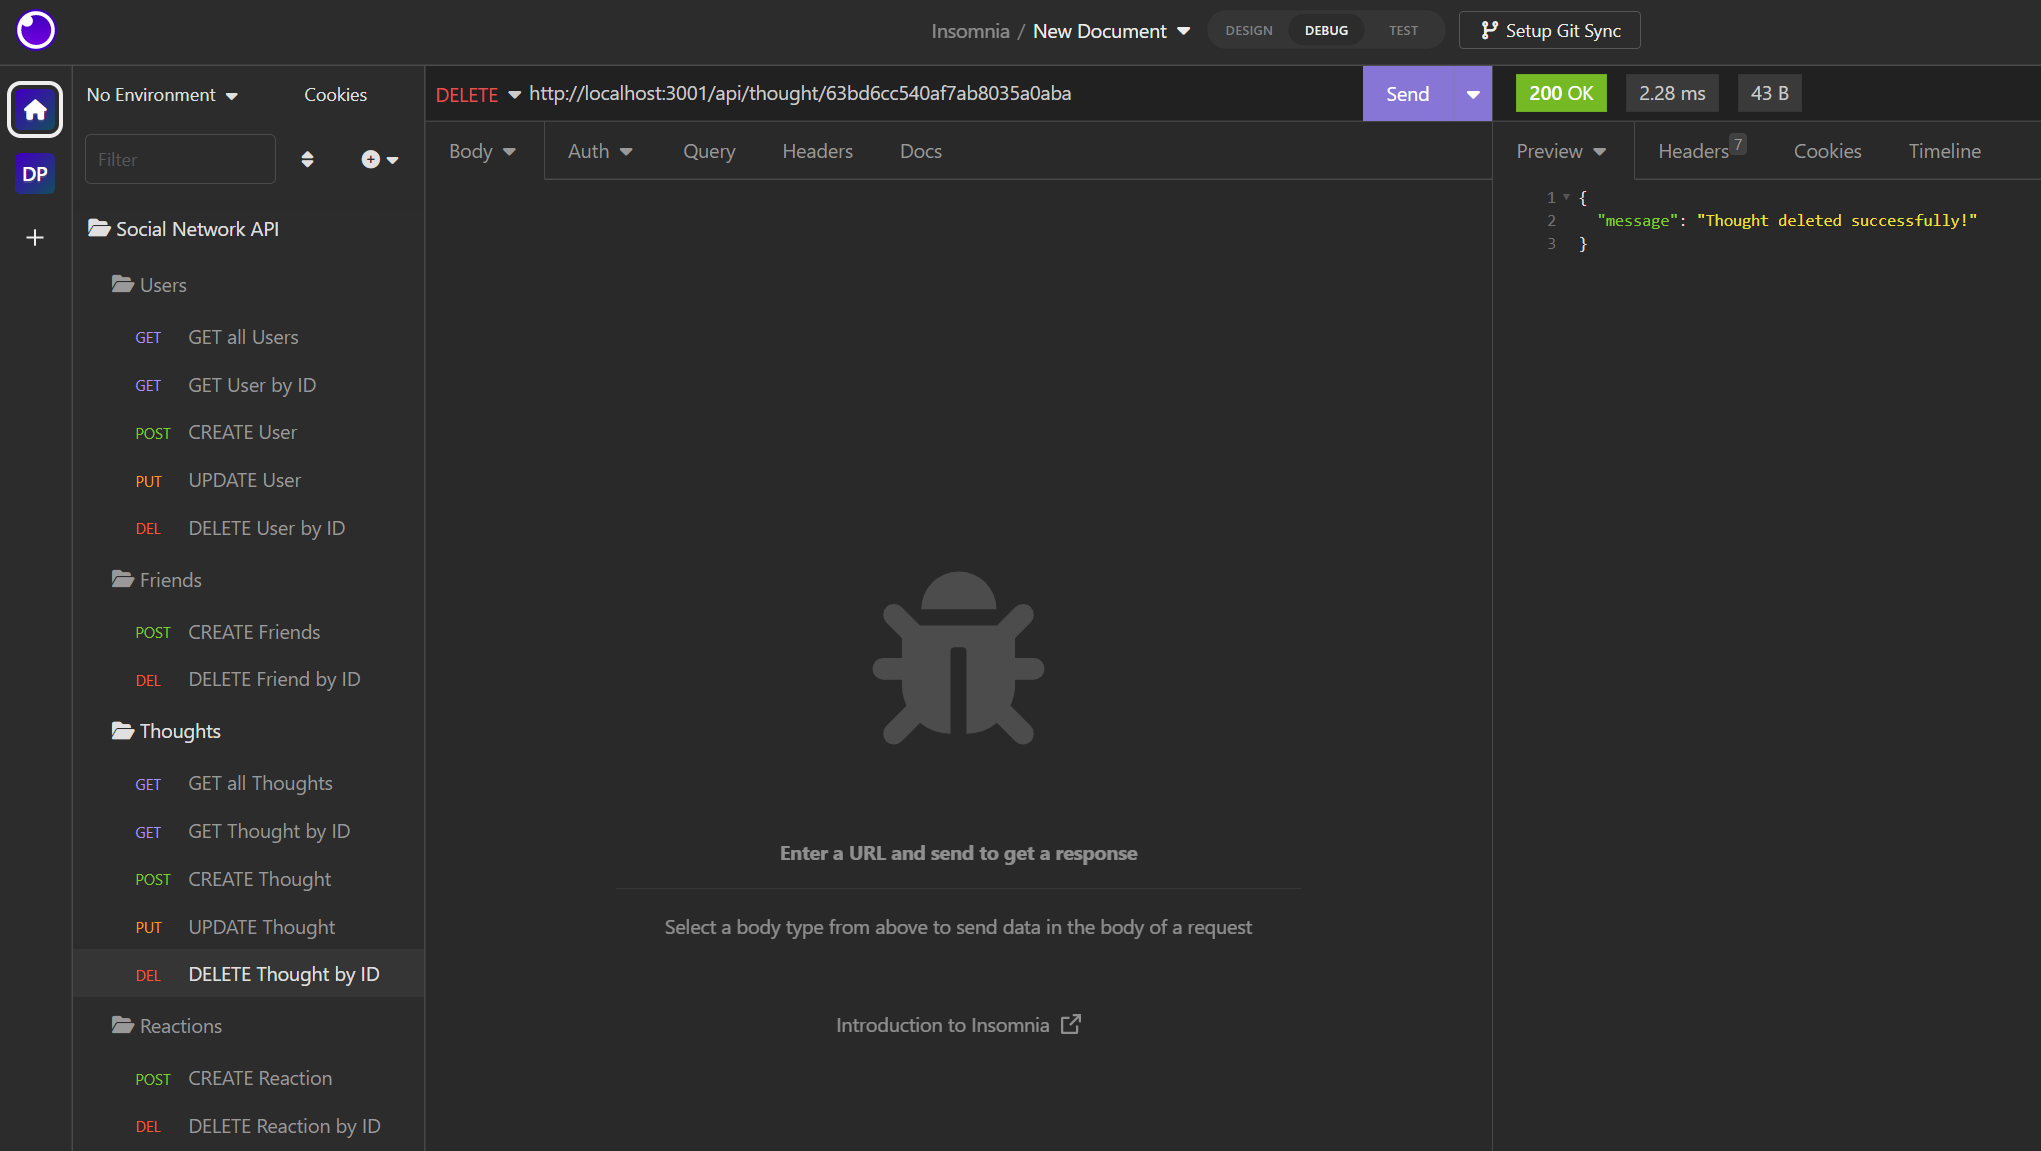 Insomnia / New Document
DESIGN DEBUG TEST
Setup Git Sync
DP
No Environment
Cookies
Filter
Social Network API
Users
GET GET all Users
GET GET User by ID
POST CREATE User
PUT UPDATE User
DEL DELETE User by ID
Friends
POST CREATE Friends
DEL DELETE Friend by ID
Thoughts
GET GET all Thoughts
GET GET Thought by ID
POST CREATE Thought
PUT UPDATE Thought
DEL DELETE Thought by ID
Reactions
POST CREATE Reaction
DEL DELETE Reaction by ID
DELETE http://localhost:3001/api/thought/63bd6cc540af7ab8035a0aba
Send
Body Auth Query Headers Docs
Enter a URL and send to get a response
Select a body type from above to send data in the body of a request
Introduction to Insomnia
200 OK 2.28 ms 43 B
Preview Headers 7 Cookies Timeline
1 {
2 "message": "Thought deleted successfully!"
3 }